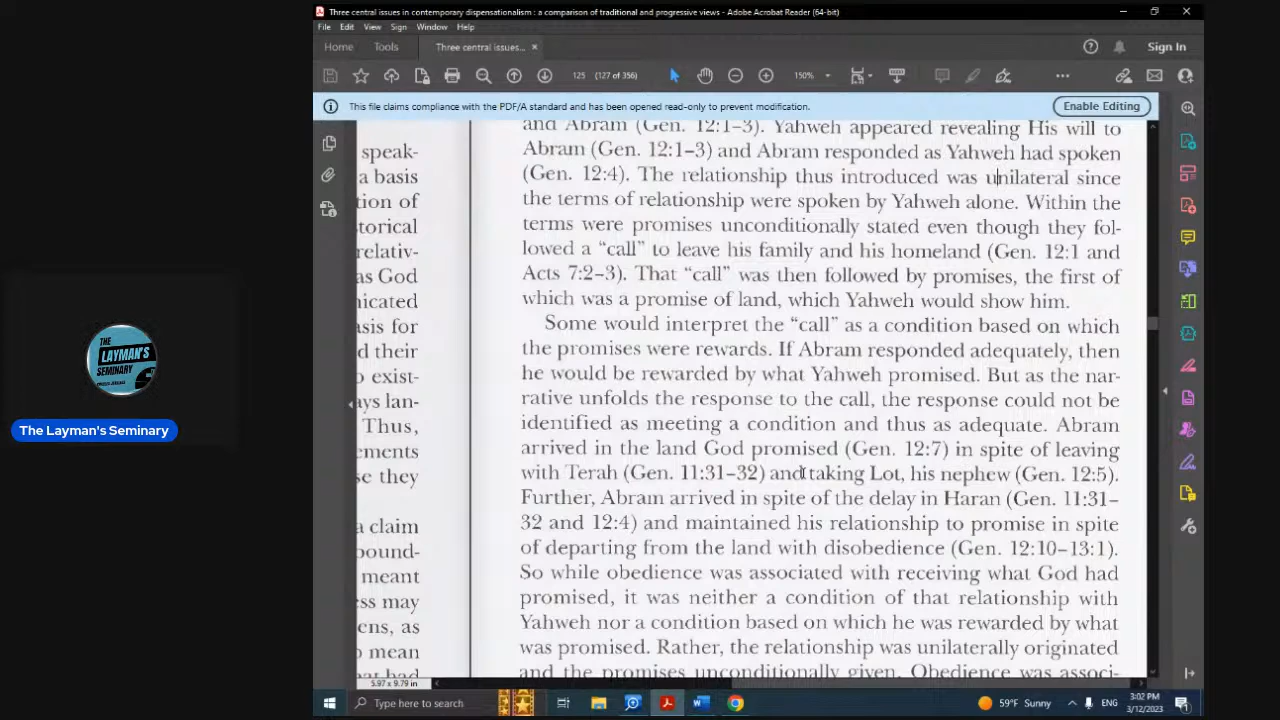 Three central issues in contemporary dispensationalism : a comparison of traditional and progressive views - Adobe Acrobat Reader (64-bit)
File Edit View Sign Window Help
Home Tools Three central issues... × Sign In
125 (127 of 356) 150%
This file claims compliance with the PDF/A standard and has been opened read-only to prevent modification. Enable Editing
speak-
a basis
tion of
torical
relativ-
as God
nicated
asis for
d their
o exist-
ays lan-
Thus,
ements
se they
a claim
bound-
meant
ess may
ens, as
o mean
at had
and Abram (Gen. 12:1–3). Yahweh appeared revealing His will to
Abram (Gen. 12:1–3) and Abram responded as Yahweh had spoken
(Gen. 12:4). The relationship thus introduced was unilateral since
the terms of relationship were spoken by Yahweh alone. Within the
terms were promises unconditionally stated even though they fol-
lowed a “call” to leave his family and his homeland (Gen. 12:1 and
Acts 7:2–3). That “call” was then followed by promises, the first of
which was a promise of land, which Yahweh would show him.
Some would interpret the “call” as a condition based on which
the promises were rewards. If Abram responded adequately, then
he would be rewarded by what Yahweh promised. But as the nar-
rative unfolds the response to the call, the response could not be
identified as meeting a condition and thus as adequate. Abram
arrived in the land God promised (Gen. 12:7) in spite of leaving
with Terah (Gen. 11:31–32) and taking Lot, his nephew (Gen. 12:5).
Further, Abram arrived in spite of the delay in Haran (Gen. 11:31–
32 and 12:4) and maintained his relationship to promise in spite
of departing from the land with disobedience (Gen. 12:10–13:1).
So while obedience was associated with receiving what God had
promised, it was neither a condition of that relationship with
Yahweh nor a condition based on which he was rewarded by what
was promised. Rather, the relationship was unilaterally originated
and the promises unconditionally given. Obedience was associ-
5.97 x 9.79 in
THE
LAYMAN'S
SEMINARY
The Layman's Seminary
Type here to search
59°F Sunny
ENG
3:02 PM
3/12/2023